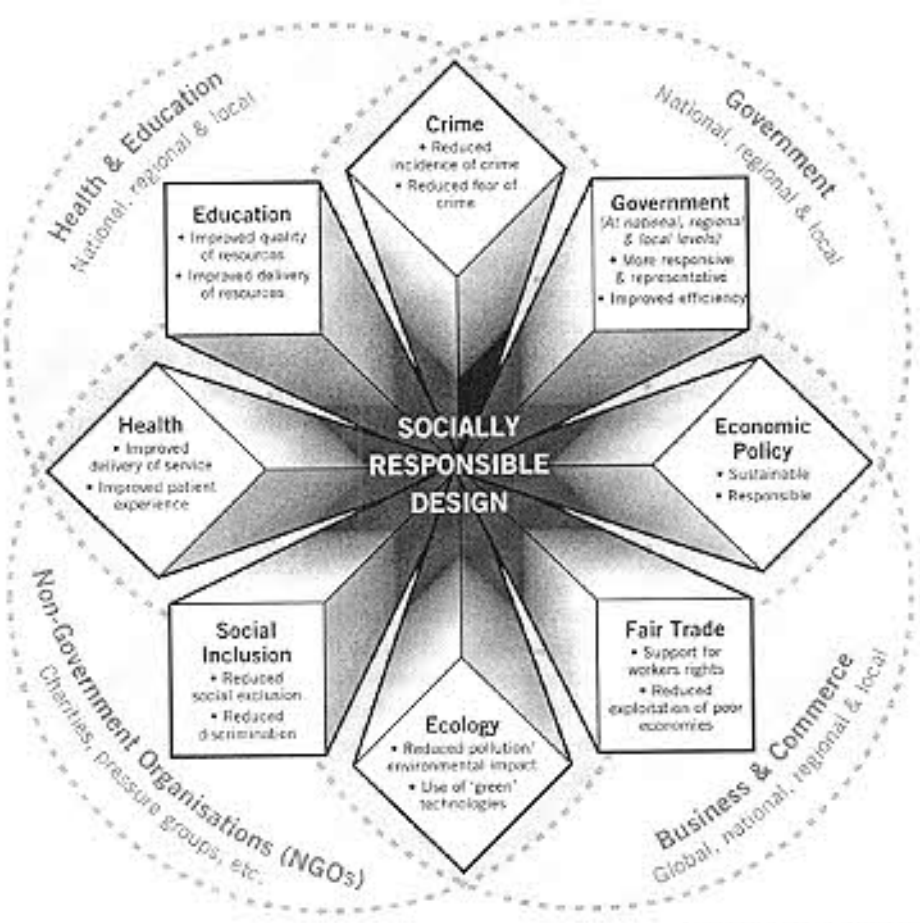 Health & Education
National, regional & local
Government
National, regional & local
Crime
• Reduced
incidence of crime
• Reduced fear of
crime
Education
• Improved quality
of resources
• Improved delivery
of resources
Government
(At national, regional
& local levels)
• More responsive
& representative
• Improved efficiency
Health
• Improved
delivery of service
• Improved patient
experience
SOCIALLY
RESPONSIBLE
DESIGN
Economic
Policy
• Sustainable
• Responsible
Social
Inclusion
• Reduced
social exclusion
• Reduced
discrimination
Fair Trade
• Support for
workers rights
• Reduced
exploitation of poor
economies
Ecology
• Reduced pollution/
environmental impact
• Use of 'green'
technologies
Non-Government Organisations (NGOs)
Charities, pressure groups, etc.
Business & Commerce
Global, national, regional & local